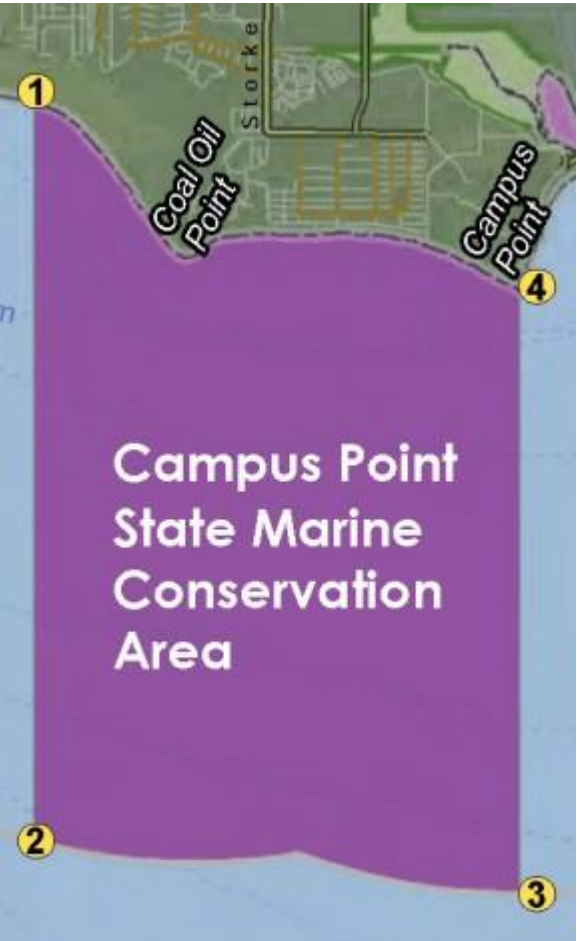 1
Storke
Coal Oil
Point
Campus
Point
4
Campus Point
State Marine
Conservation
Area
2
3